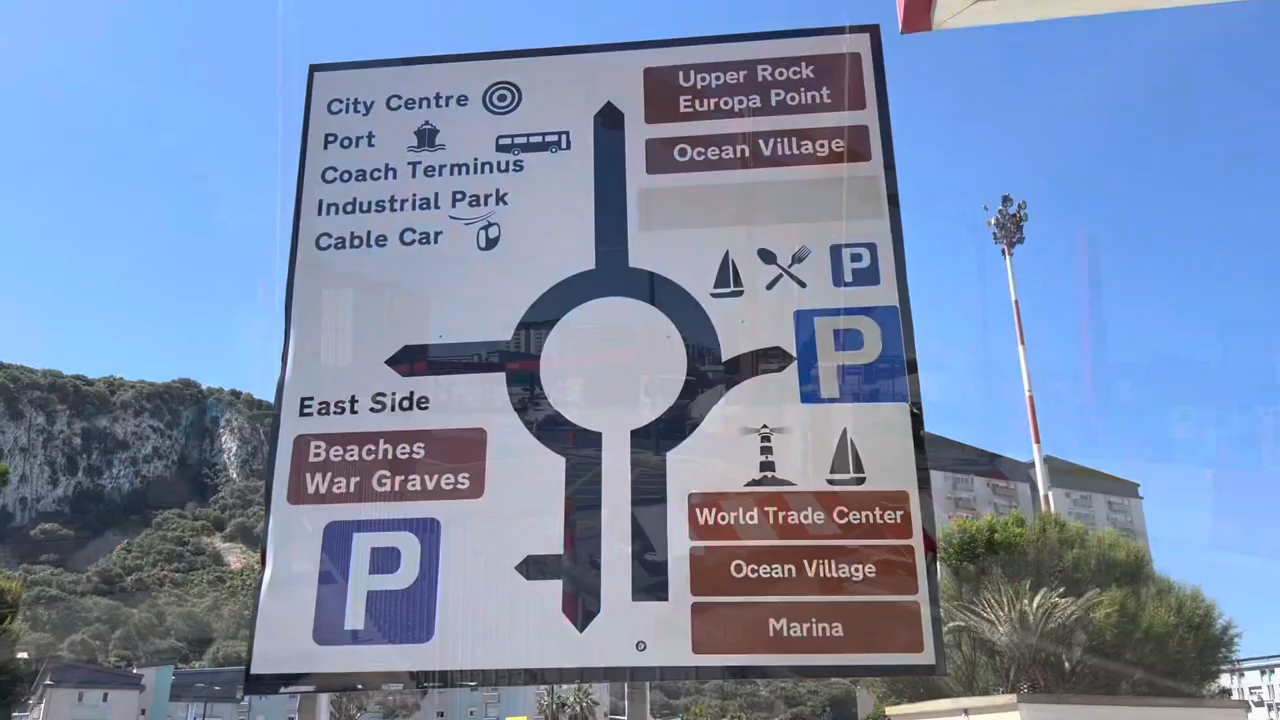 City Centre
Port
Coach Terminus
Industrial Park
Cable Car
Upper Rock
Europa Point
Ocean Village
P
P
East Side
Beaches
War Graves
P
World Trade Center
Ocean Village
Marina